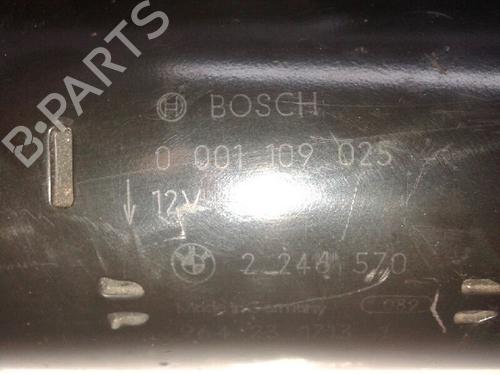 B-PARTS
BOSCH
0 001 109 025
12V
2 246 570
Made in Germany